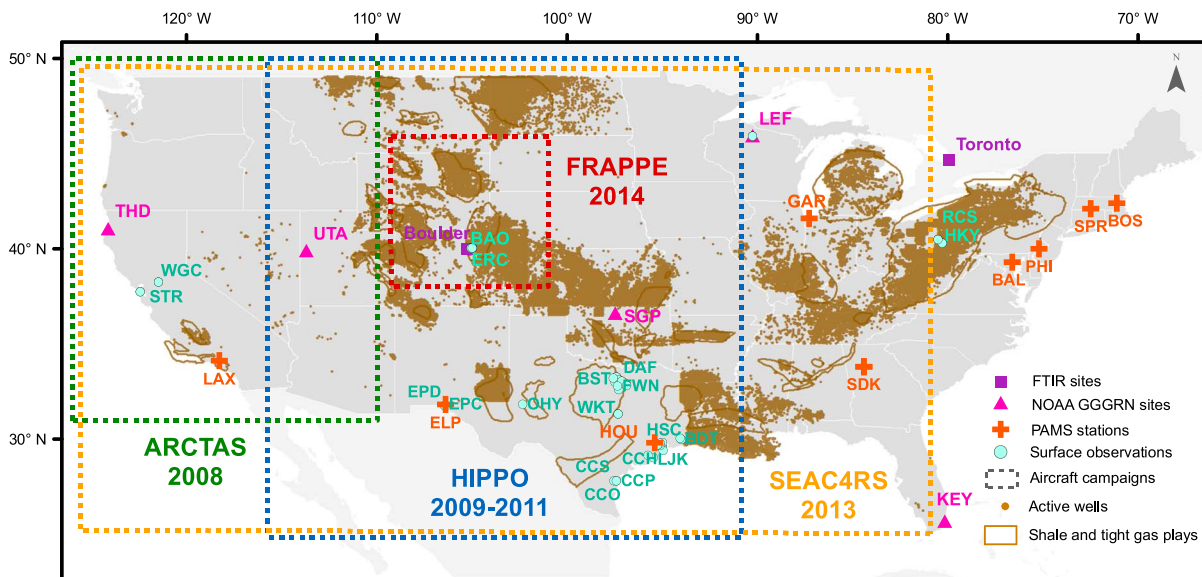 120° W
110° W
100° W
90° W
80° W
70° W
50° N
N
LEF
Toronto
FRAPPE
2014
GAR
THD
RCS
SPR
BOS
UTA
Boulder
BAO
HKY
ERC
WGC
BAL
PHI
40° N
STR
SGP
LAX
BST
DAF
FWN
SDK
EPD
EPC
OHY
ELP
WKT
HOU
HSC
BDT
30° N
ARCTAS
2008
HIPPO
2009-2011
CCH
LJK
CCS
CCP
CCO
SEAC4RS
2013
KEY
FTIR sites
NOAA GGGRN sites
PAMS stations
Surface observations
Aircraft campaigns
Active wells
Shale and tight gas plays